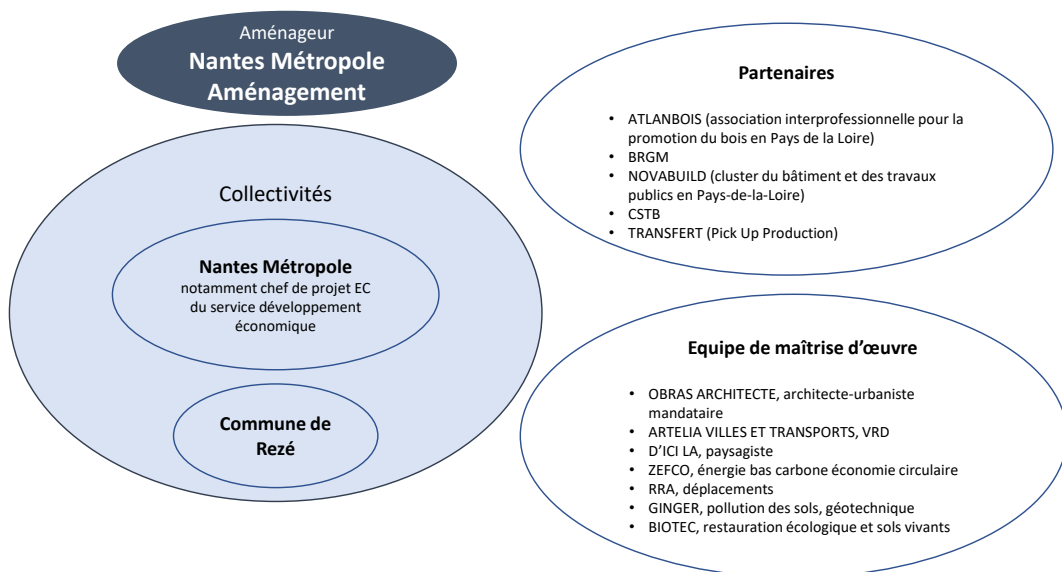 Aménageur
Nantes Métropole
Aménagement
Collectivités
Nantes Métropole
notamment chef de projet EC
du service développement
économique
Commune de
Rezé
Partenaires
• ATLANBOIS (association interprofessionnelle pour la
promotion du bois en Pays de la Loire)
• BRGM
• NOVABUILD (cluster du bâtiment et des travaux
publics en Pays-de-la-Loire)
• CSTB
• TRANSFERT (Pick Up Production)
Equipe de maîtrise d’œuvre
• OBRAS ARCHITECTE, architecte-urbaniste
mandataire
• ARTELIA VILLES ET TRANSPORTS, VRD
• D’ICI LA, paysagiste
• ZEFCO, énergie bas carbone économie circulaire
• RRA, déplacements
• GINGER, pollution des sols, géotechnique
• BIOTEC, restauration écologique et sols vivants